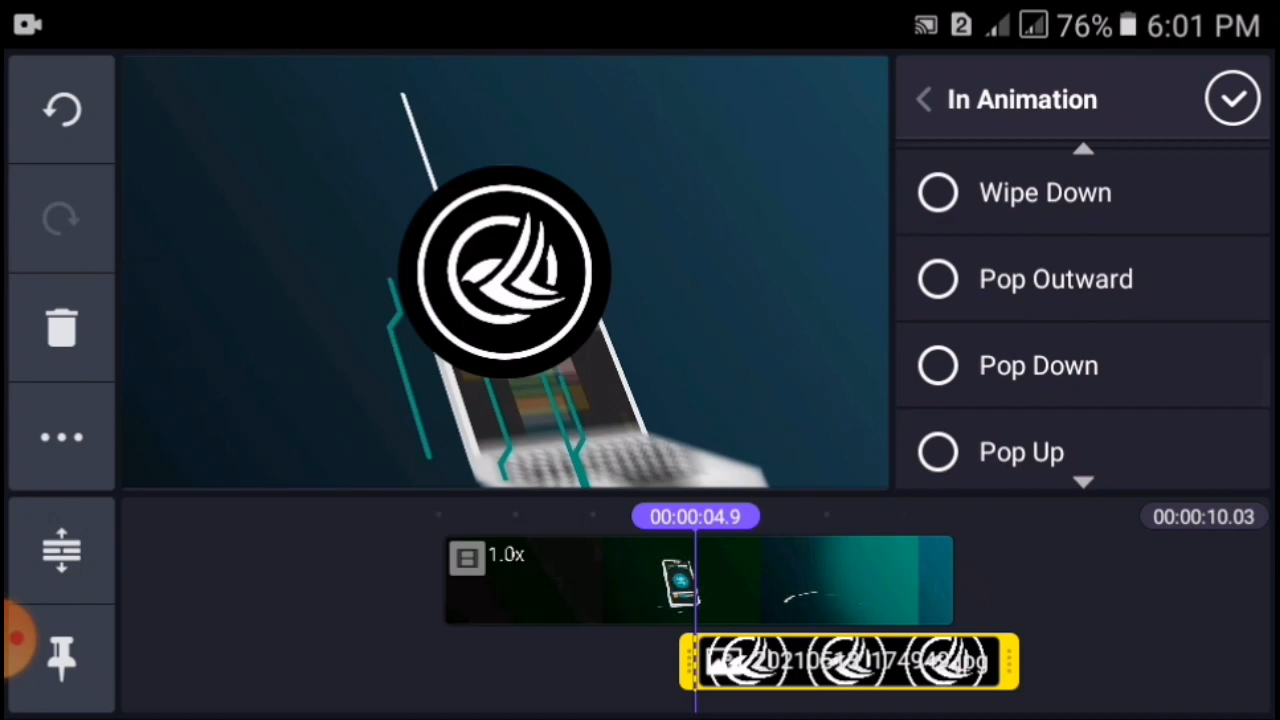 2 76% 6:01 PM
In Animation
Wipe Down
Pop Outward
Pop Down
Pop Up
00:00:04.9
00:00:10.03
1.0x